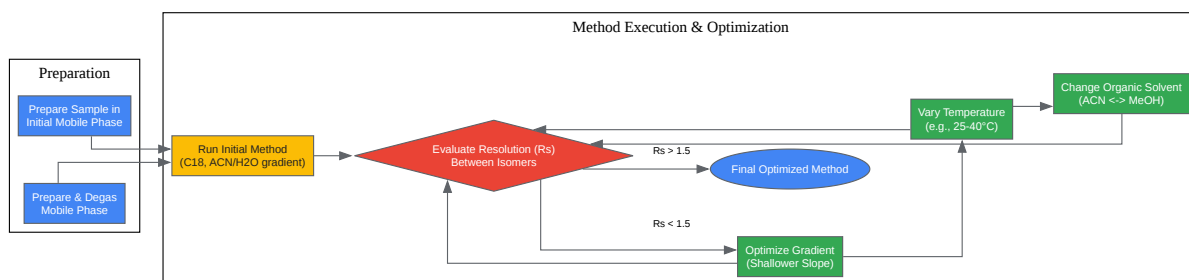 Method Execution & Optimization
Preparation
Prepare Sample in
Initial Mobile Phase
Prepare & Degas
Mobile Phase
Run Initial Method
(C18, ACN/H2O gradient)
Evaluate Resolution (Rs)
Between Isomers
Rs > 1.5
Final Optimized Method
Rs < 1.5
Optimize Gradient
(Shallower Slope)
Vary Temperature
(e.g., 25-40°C)
Change Organic Solvent
(ACN <-> MeOH)